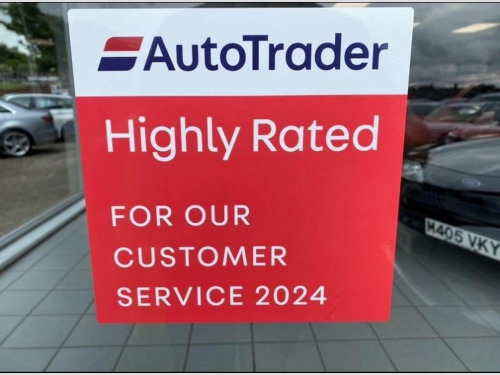 AutoTrader
Highly Rated
FOR OUR
CUSTOMER
SERVICE 2024
M405 VKY